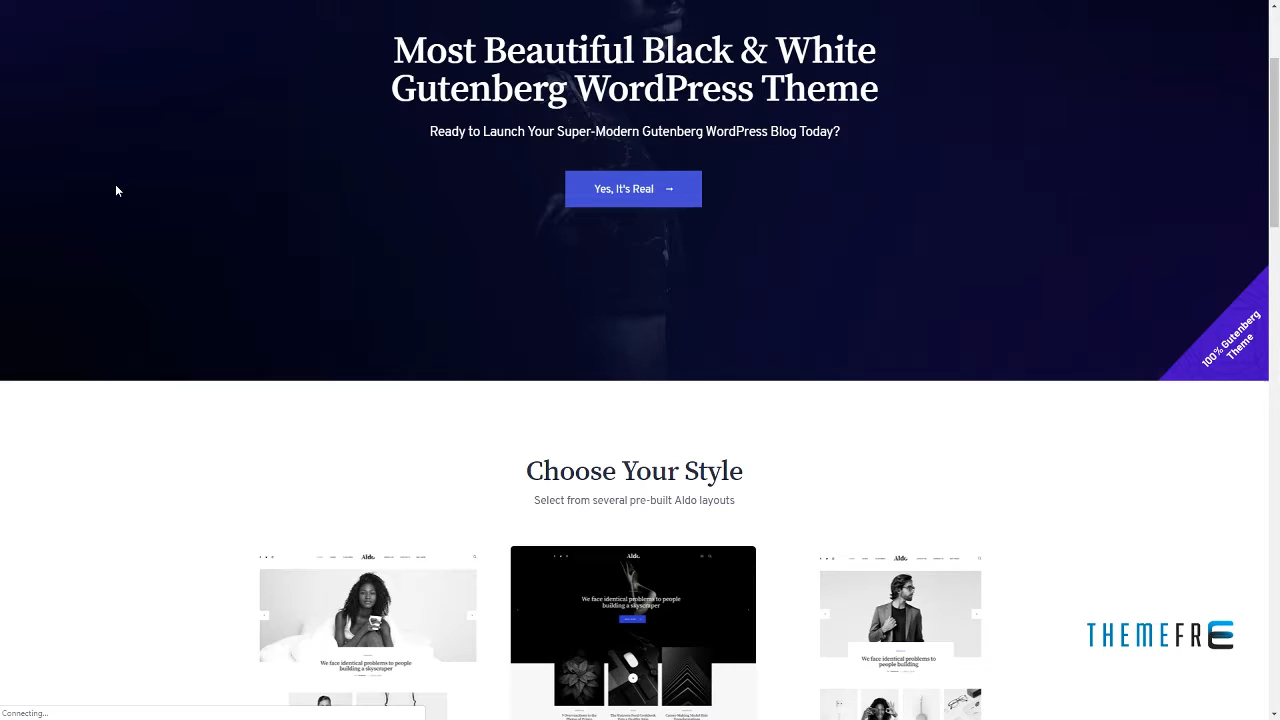 Most Beautiful Black & White
Gutenberg WordPress Theme
Ready to Launch Your Super-Modern Gutenberg WordPress Blog Today?
Yes, It's Real →
100% Gutenberg
Theme
Choose Your Style
Select from several pre-built Aldo layouts
Aldo.
We face identical problems to people
building a skyscraper
Aldo.
We face identical problems to people
building a skyscraper
Aldo.
We face identical problems to
people building
THEMEFRE
Connecting...